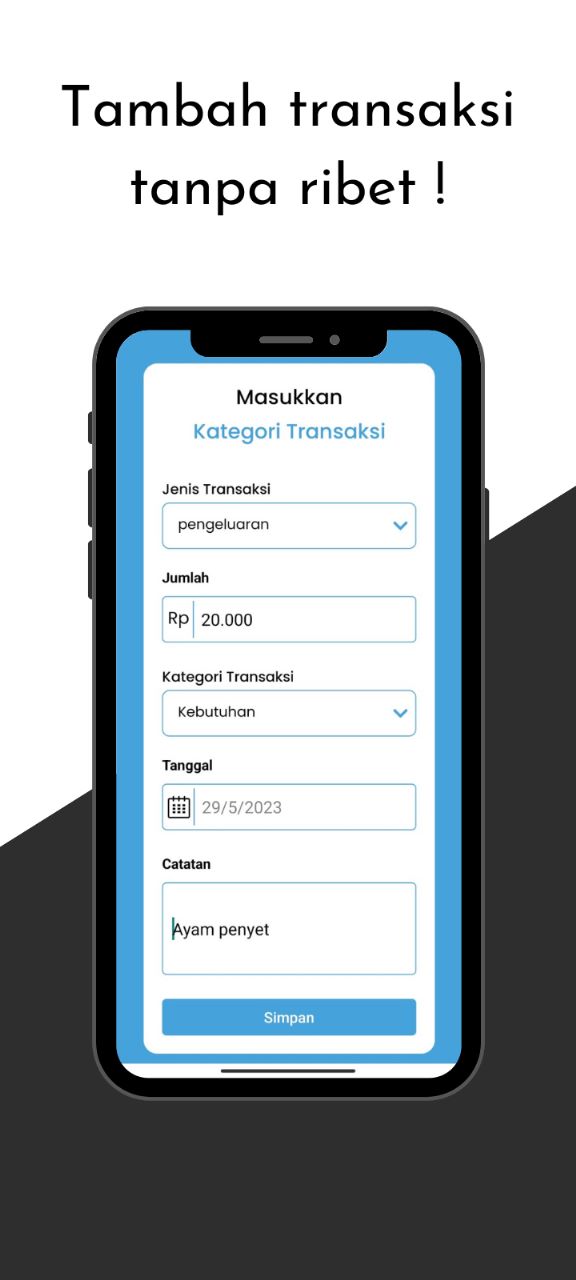 Tambah transaksi
tanpa ribet !
Masukkan
Kategori Transaksi
Jenis Transaksi
pengeluaran
Jumlah
Rp 20.000
Kategori Transaksi
Kebutuhan
Tanggal
29/5/2023
Catatan
Ayam penyet
Simpan